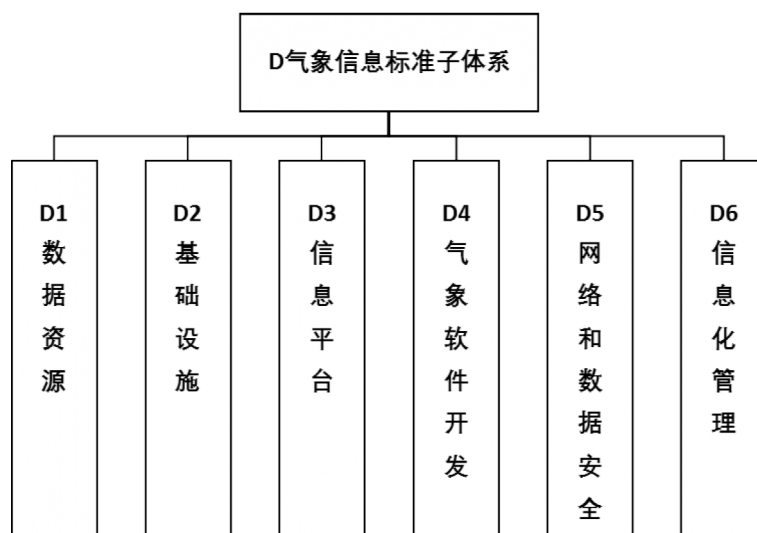 D气象信息标准子体系
D1
数据资源
D2
基础设施
D3
信息平台
D4
气象软件开发
D5
网络和数据安全
D6
信息化管理